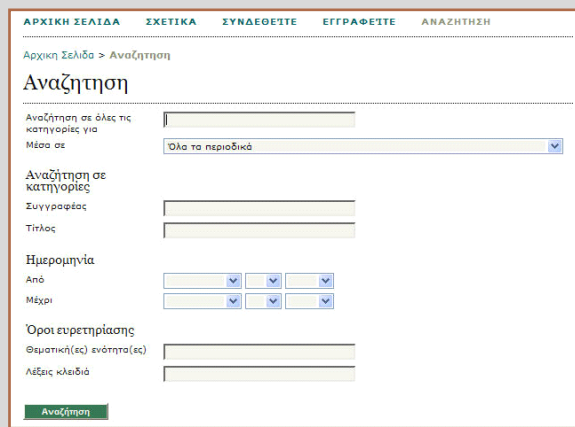 ΑΡΧΙΚΗ ΣΕΛΙΔΑ ΣΧΕΤΙΚΑ ΣΥΝΔΕΘΕΊΤΕ ΕΓΓΡΑΦΕΊΤΕ ΑΝΑΖΗΤΗΣΗ
Αρχικη Σελιδα > Αναζητηση
Αναζητηση
Αναζήτηση σε όλες τις
κατηγορίες για
Μέσα σε Όλα τα περιοδικά
Αναζήτηση σε
κατηγορίες
Συγγραφέας
Τίτλος
Ημερομηνία
Από
Μέχρι
Όροι ευρετηρίασης
Θεματική(ες) ενότητα(ες)
Λέξεις κλειδιά
Αναζήτηση